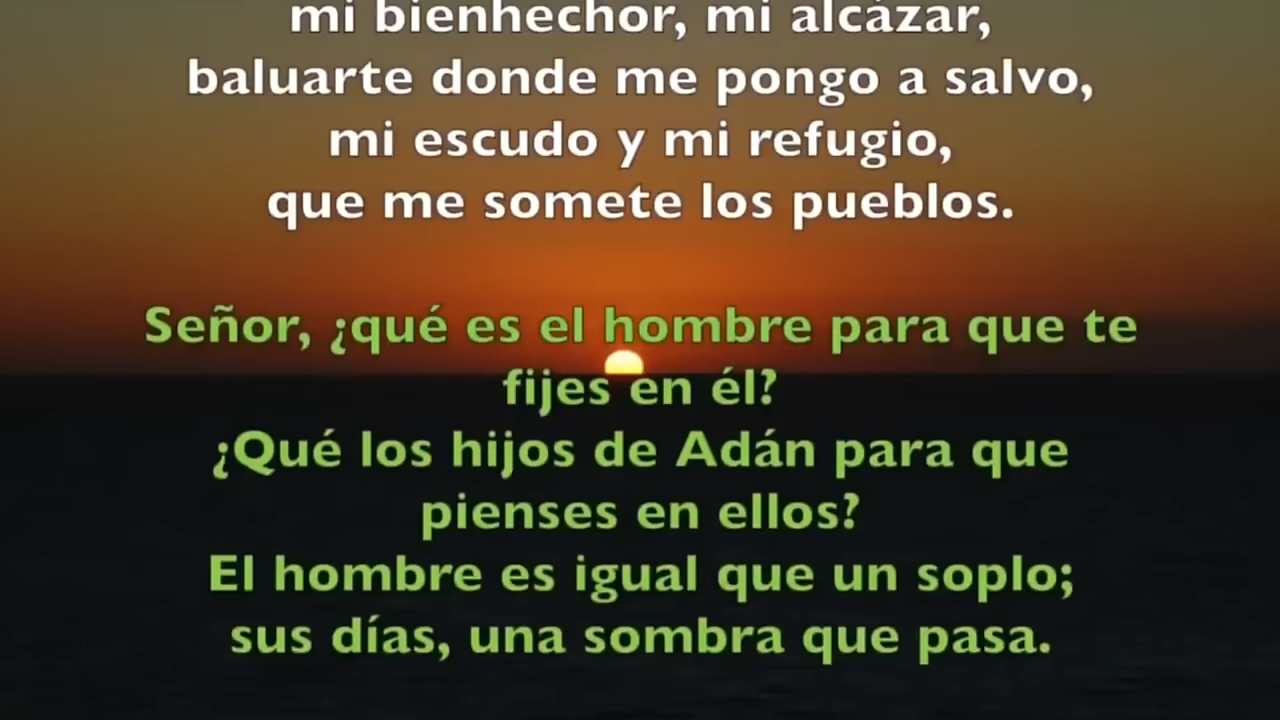 mi bienhechor, mi alcázar,
baluarte donde me pongo a salvo,
mi escudo y mi refugio,
que me somete los pueblos.
Señor, ¿qué es el hombre para que te
fijes en él?
¿Qué los hijos de Adán para que
pienses en ellos?
El hombre es igual que un soplo;
sus días, una sombra que pasa.